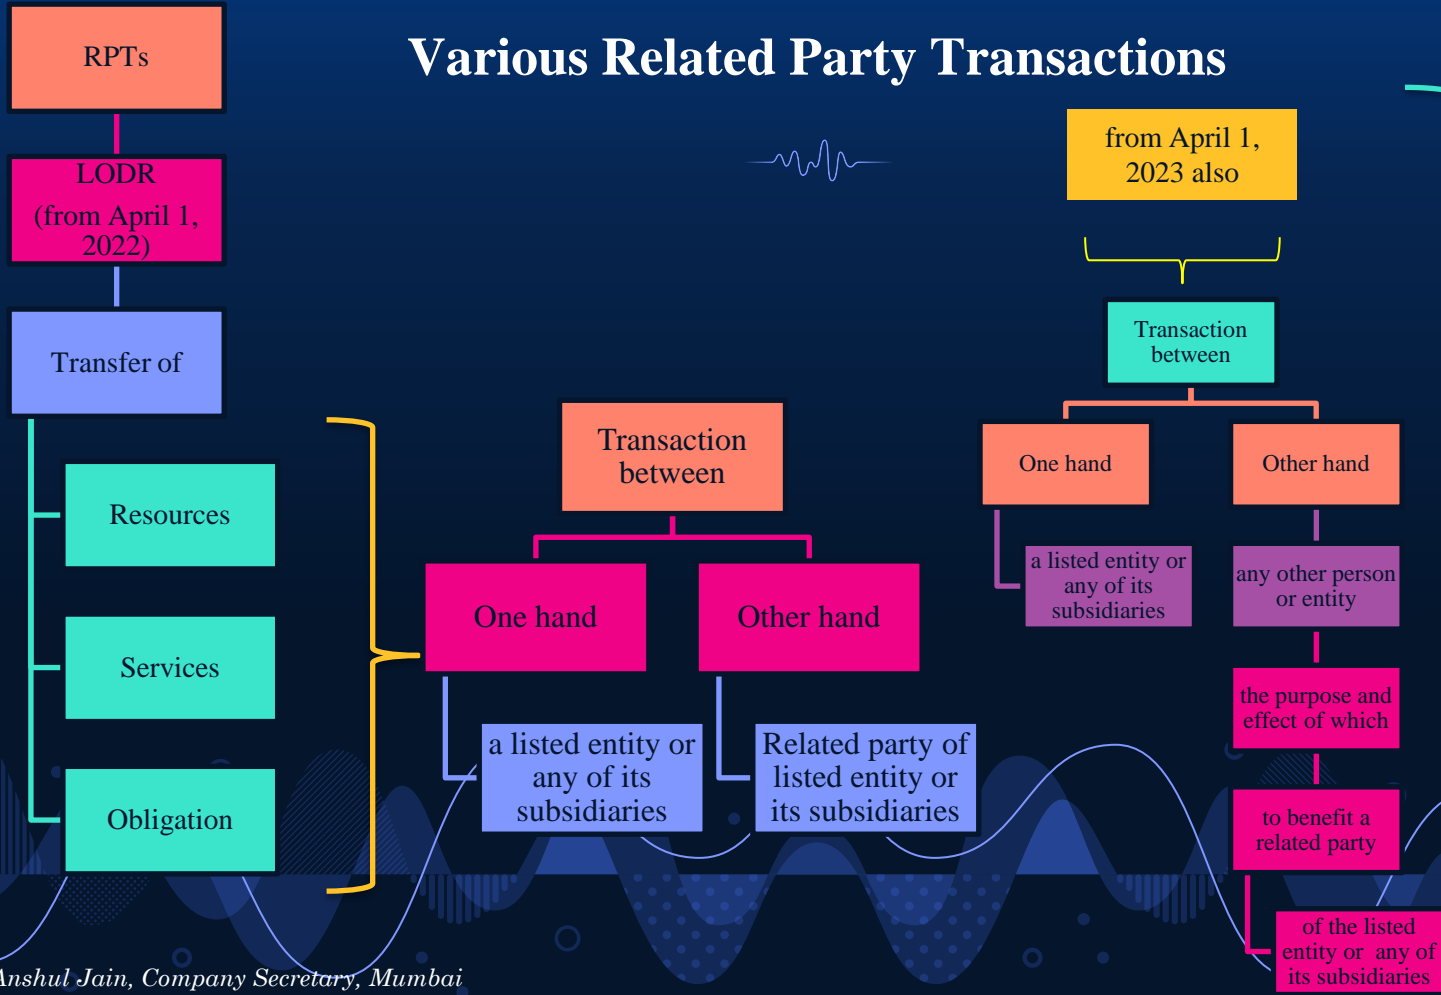 Various Related Party Transactions
RPTs
LODR
(from April 1,
2022)
Transfer of
Resources
Services
Obligation
Transaction
between
One hand
a listed entity or
any of its
subsidiaries
Other hand
Related party of
listed entity or
its subsidiaries
from April 1,
2023 also
Transaction
between
One hand
a listed entity or
any of its
subsidiaries
Other hand
any other person
or entity
the purpose and
effect of which
to benefit a
related party
of the listed
entity or any of
its subsidiaries
Anshul Jain, Company Secretary, Mumbai